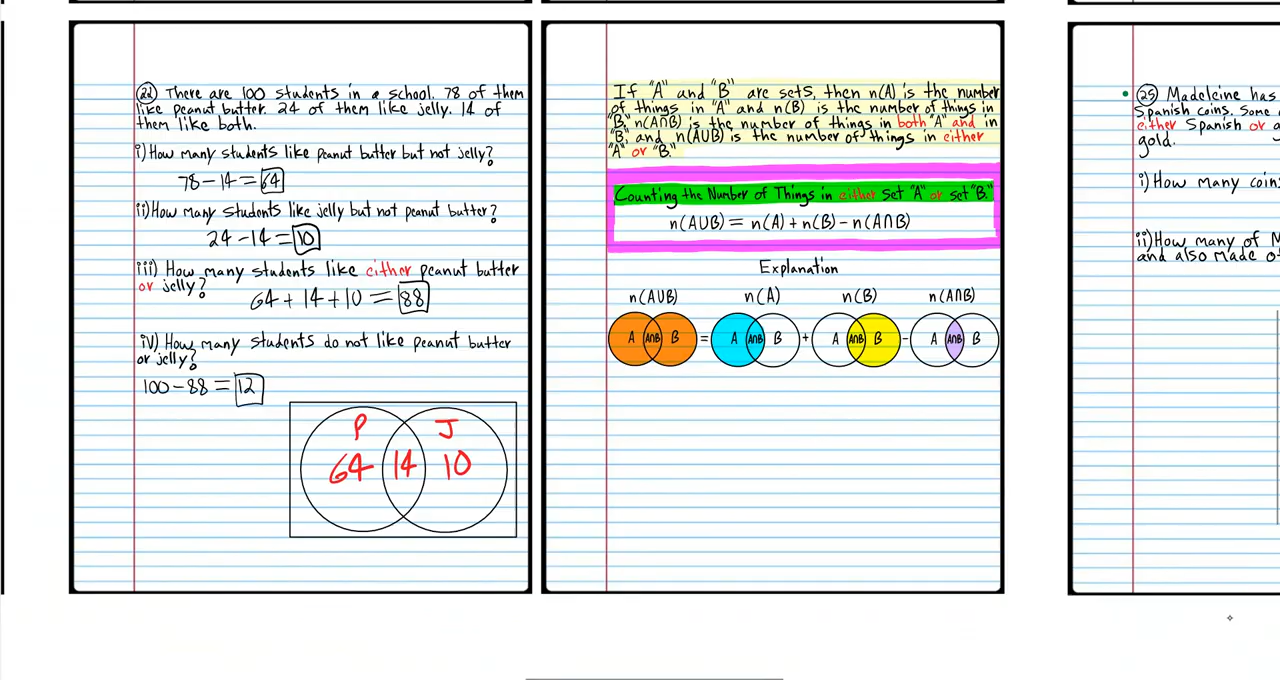 22 There are 100 students in a school. 78 of them
like peanut butter. 24 of them like jelly. 14 of
them like both.
i) How many students like peanut butter but not jelly?
78 − 14 = 64
ii) How many students like jelly but not peanut butter?
24 − 14 = 10
iii) How many students like either peanut butter
or jelly?
64 + 14 + 10 = 88
iv) How many students do not like peanut butter
or jelly?
100 − 88 = 12
P J
64 14 10
If "A" and "B" are sets, then n(A) is the number
of things in "A" and n(B) is the number of things in
"B." n(A∩B) is the number of things in both "A" and in
"B." and n(A∪B) is the number of things in either
"A" or "B."
Counting the Number of Things in either Set "A" or set "B."
n(A∪B) = n(A) + n(B) − n(A∩B)
Explanation
n(A∪B) n(A) n(B) n(A∩B)
A A∩B B = A A∩B B + A A∩B B − A A∩B B
25 Madeleine has
Spanish coins. Some
either Spanish or
gold.
i) How many coin
ii) How many of
and also made of